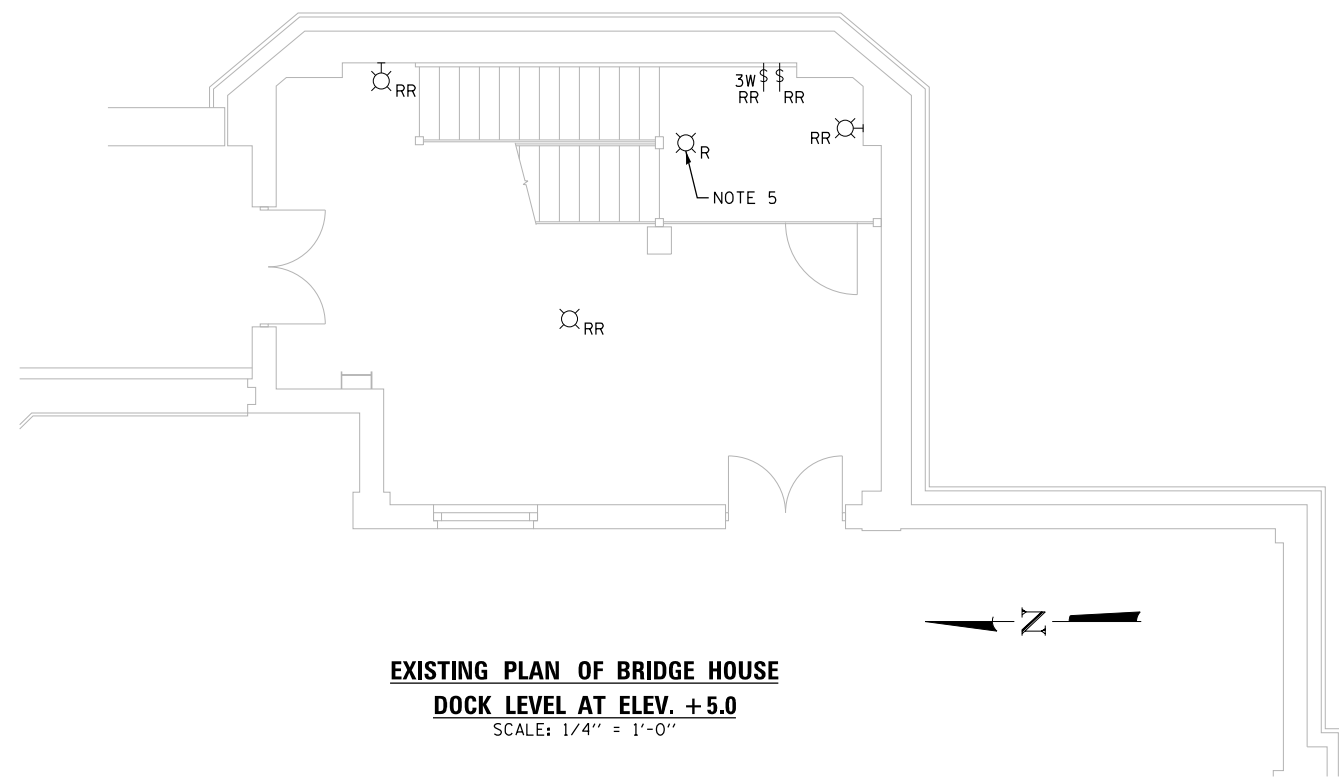 RR
3W
RR RR
RR
R
NOTE 5
RR
N
EXISTING PLAN OF BRIDGE HOUSE
DOCK LEVEL AT ELEV. +5.0
SCALE: 1/4'' = 1'-0''